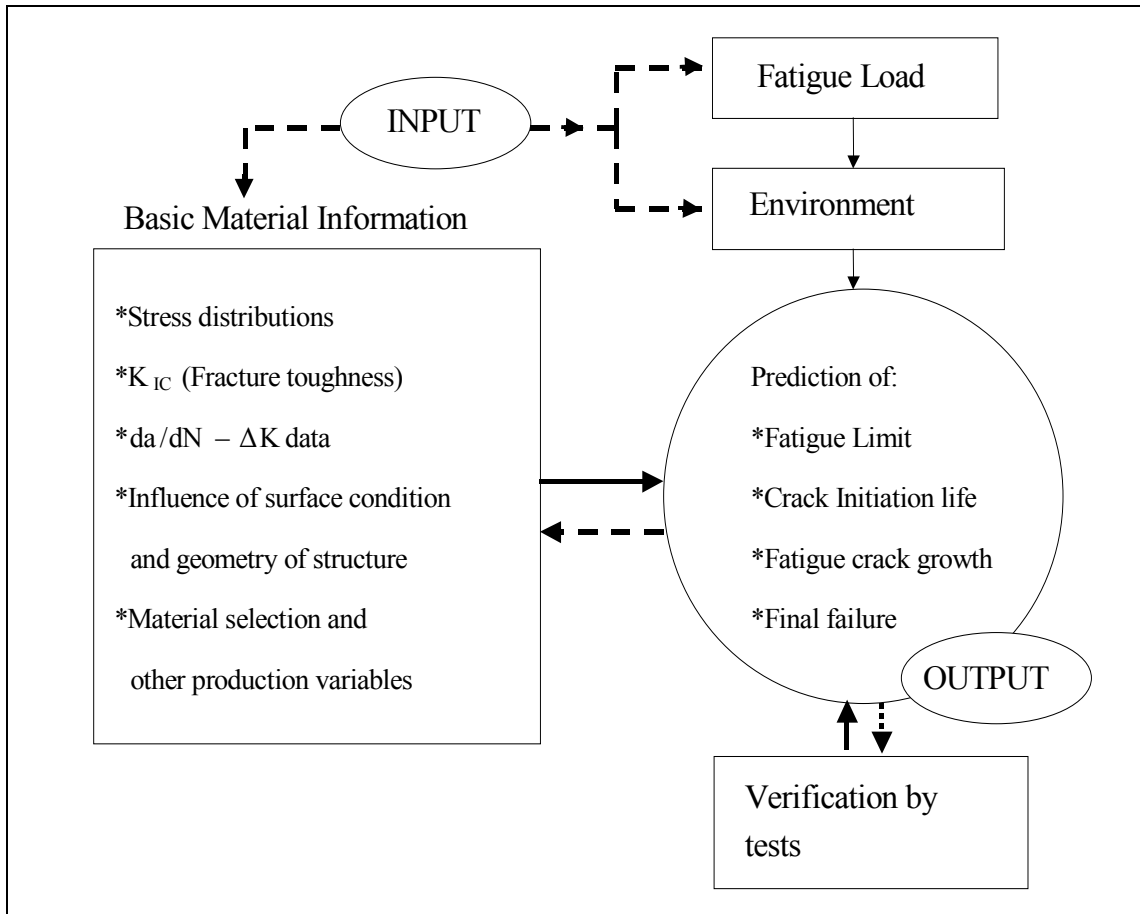 INPUT
Fatigue Load
Environment
Basic Material Information
*Stress distributions
*K IC (Fracture toughness)
*da/dN – ΔK data
*Influence of surface condition
and geometry of structure
*Material selection and
other production variables
Prediction of:
*Fatigue Limit
*Crack Initiation life
*Fatigue crack growth
*Final failure
OUTPUT
Verification by
tests